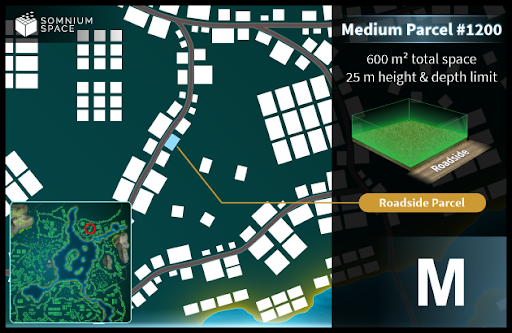 SOMNIUM
SPACE
Medium Parcel #1200
600 m² total space
25 m height & depth limit
Roadside
Roadside Parcel
M